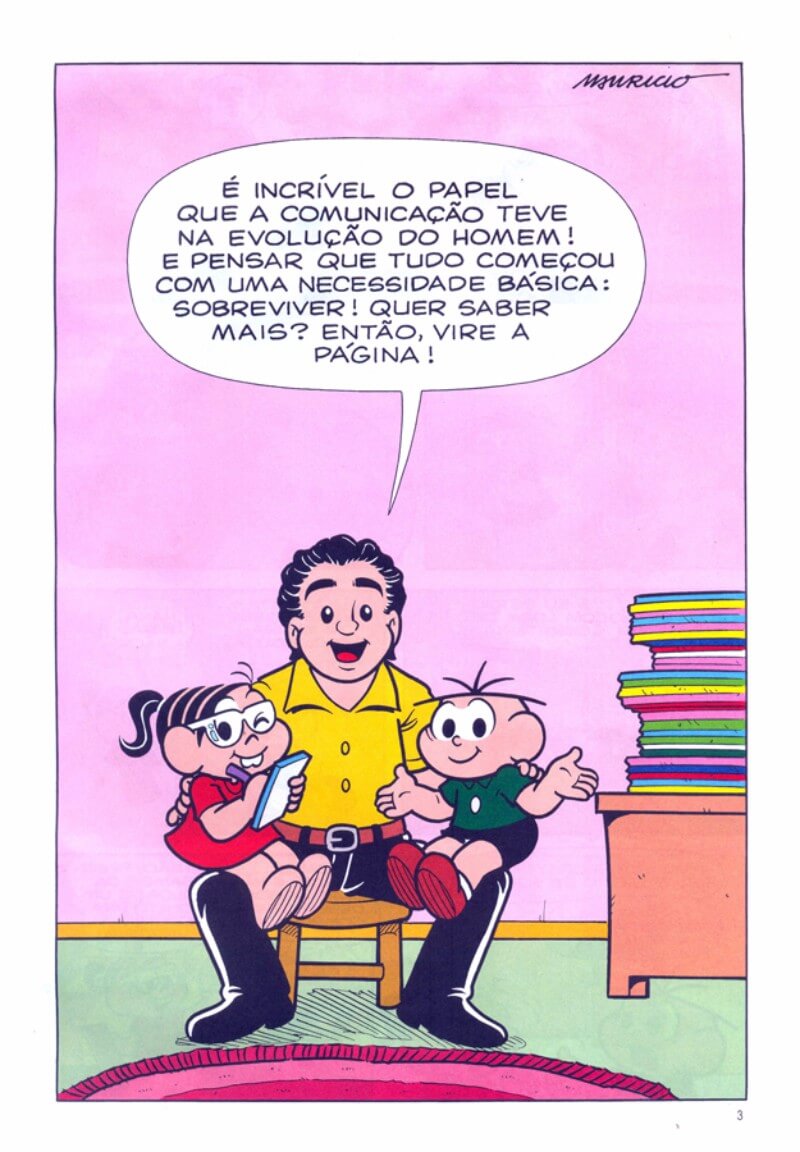 MAURICIO
É INCRÍVEL O PAPEL
QUE A COMUNICAÇÃO TEVE
NA EVOLUÇÃO DO HOMEM!
E PENSAR QUE TUDO COMEÇOU
COM UMA NECESSIDADE BÁSICA:
SOBREVIVER! QUER SABER
MAIS? ENTÃO, VIRE A
PÁGINA!
3